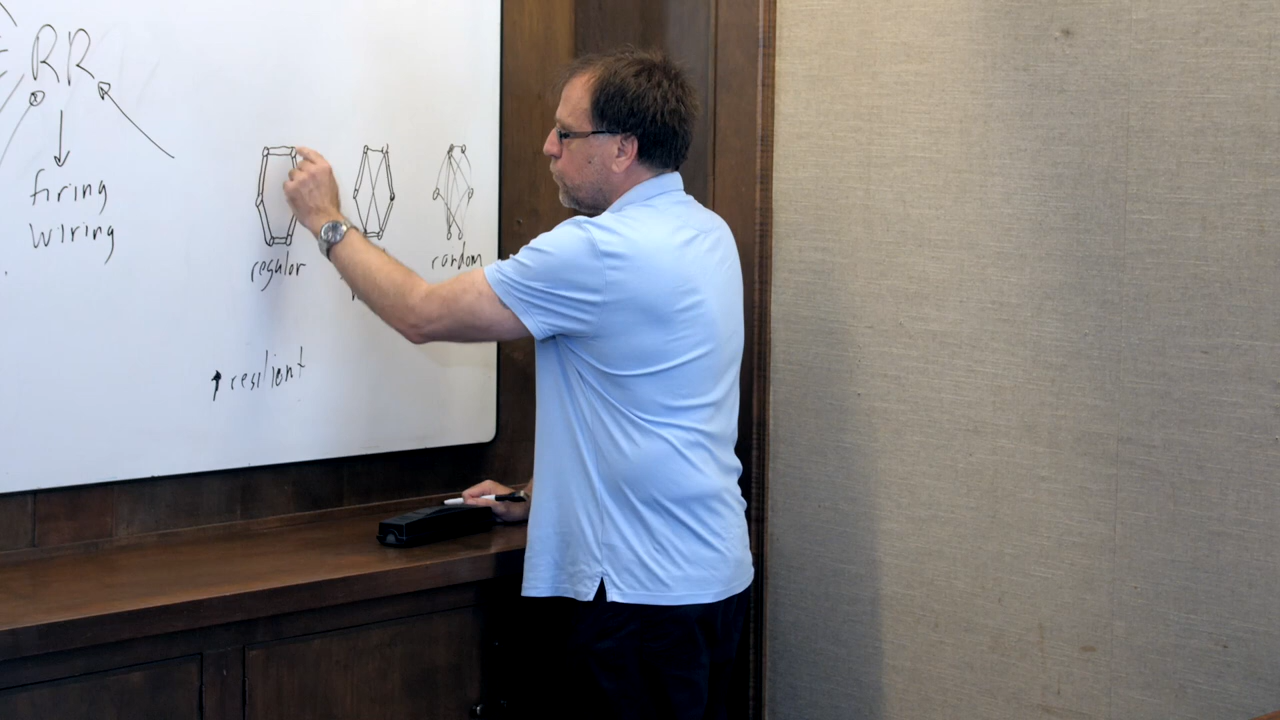 RR
firing
wiring
regular
random
resilient